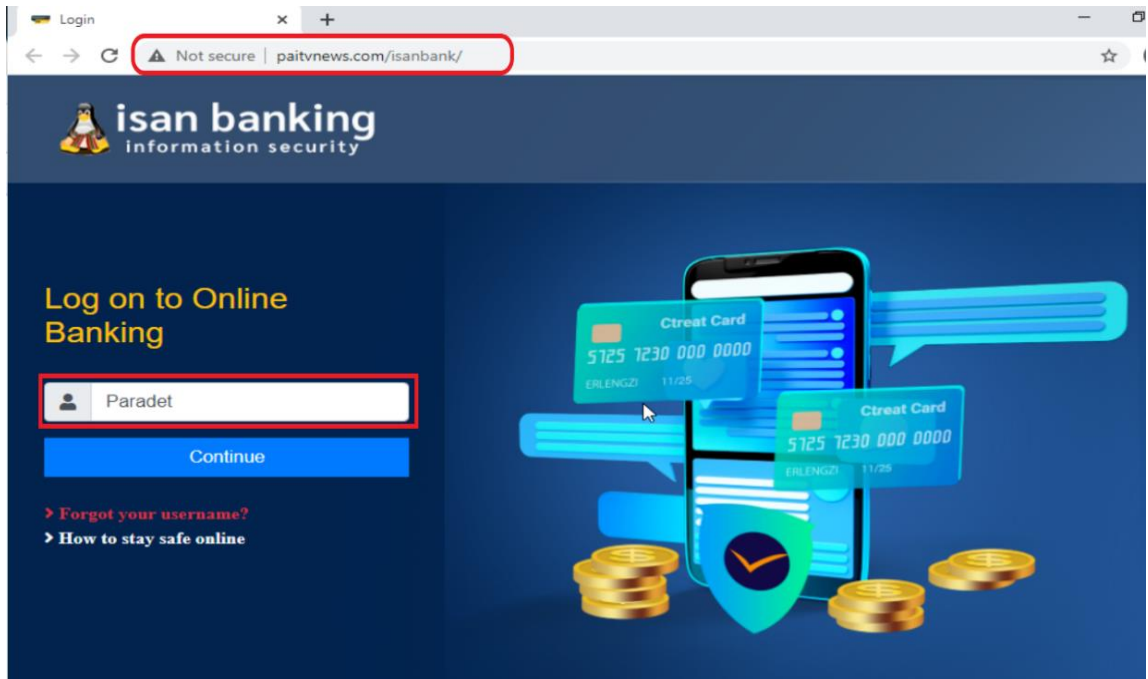 Login
Not secure | paitvnews.com/isanbank/
isan banking
information security
Log on to Online
Banking
Paradet
Continue
Forgot your username?
How to stay safe online
Ctreat Card
5725 7230 000 0000
ERLENGZI 11/25
Ctreat Card
5725 7230 000 0000
ERLENGZI 11/25